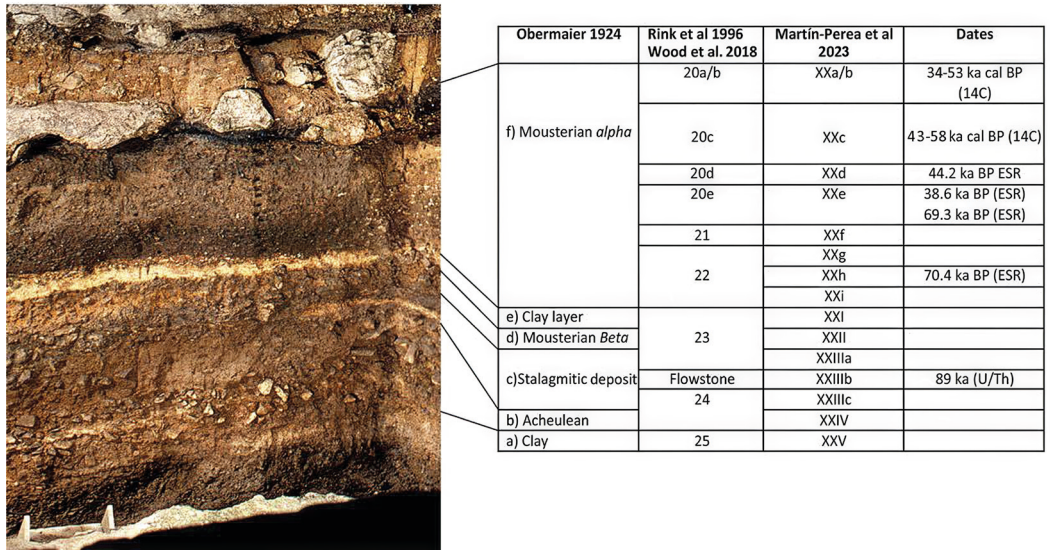 Obermaier 1924
Rink et al 1996
Wood et al. 2018
Martín-Perea et al
2023
Dates
f) Mousterian alpha
20a/b
XXa/b
34-53 ka cal BP
(14C)
20c
XXc
43-58 ka cal BP (14C)
20d
XXd
44.2 ka BP ESR
20e
XXe
38.6 ka BP (ESR)
69.3 ka BP (ESR)
21
XXf
22
XXg
XXh
70.4 ka BP (ESR)
XXi
e) Clay layer
23
XXI
d) Mousterian Beta
XXII
c)Stalagmitic deposit
XXIIIa
Flowstone
XXIIIb
89 ka (U/Th)
24
XXIIIc
b) Acheulean
XXIV
a) Clay
25
XXV